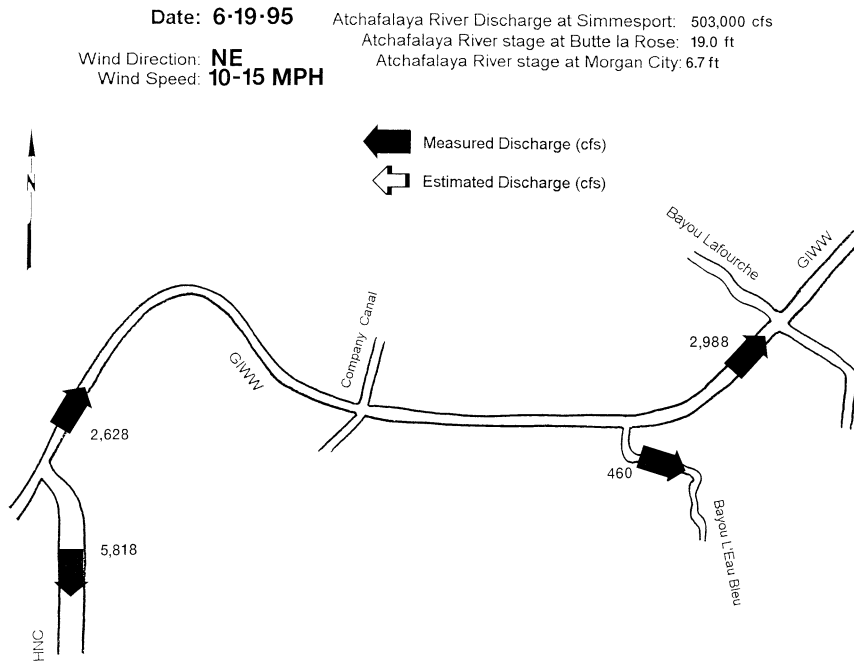 Date: 6-19-95
Atchafalaya River Discharge at Simmesport: 503,000 cfs
Atchafalaya River stage at Butte la Rose: 19.0 ft
Wind Direction: NE
Atchafalaya River stage at Morgan City: 6.7 ft
Wind Speed: 10-15 MPH
Measured Discharge (cfs)
N
Estimated Discharge (cfs)
Bayou Lafourche
GIWW
Company Canal
2,988
GIWW
2,628
460
Bayou L'Eau Bleu
5,818
HNC